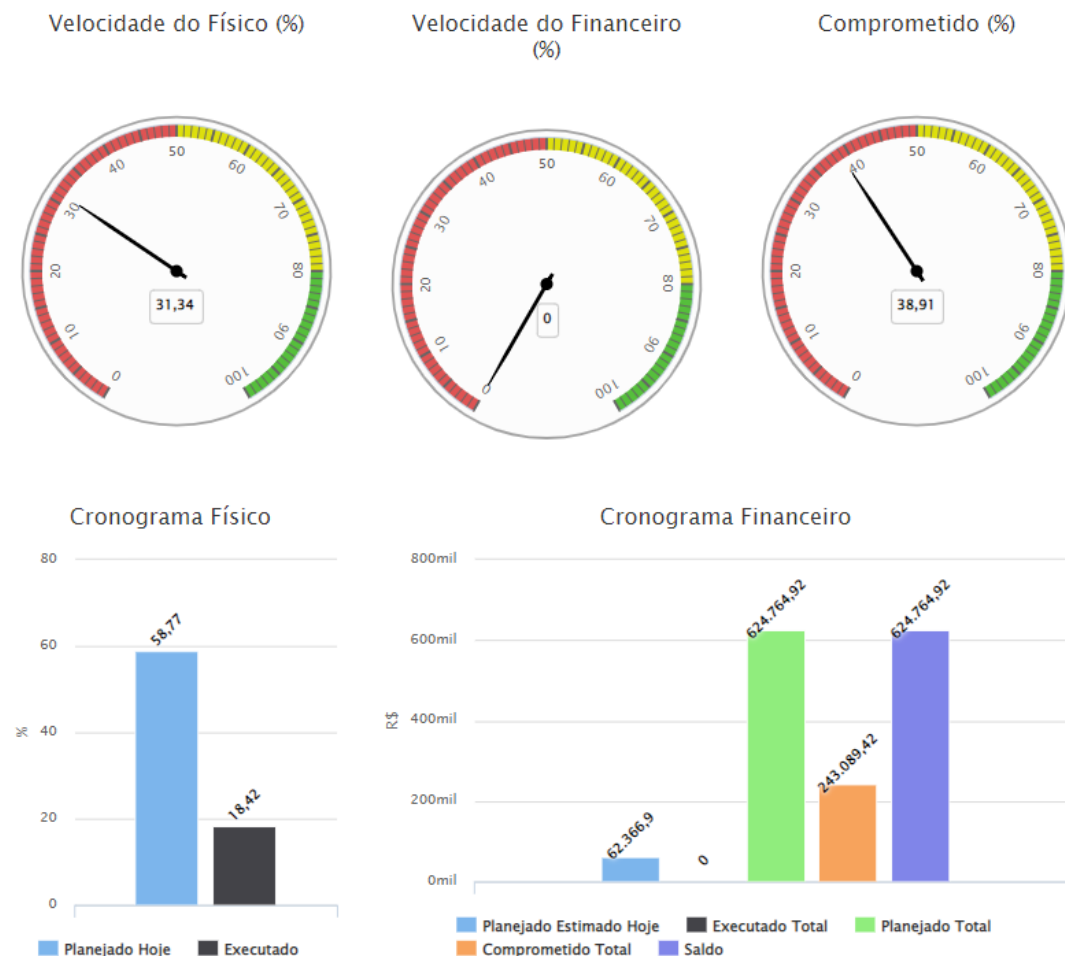 Velocidade do Físico (%)
0
10
20
30
40
50
60
70
80
90
100
31,34
Velocidade do Financeiro
(%)
0
10
20
30
40
50
60
70
80
90
100
0
Comprometido (%)
0
10
20
30
40
50
60
70
80
90
100
38,91
Cronograma Físico
%
80
60
40
20
0
58,77
18,42
Planejado Hoje
Executado
Cronograma Financeiro
R$
800mil
600mil
400mil
200mil
0mil
62.366,9
0
624.764,92
243.089,42
624.764,92
Planejado Estimado Hoje
Executado Total
Planejado Total
Comprometido Total
Saldo